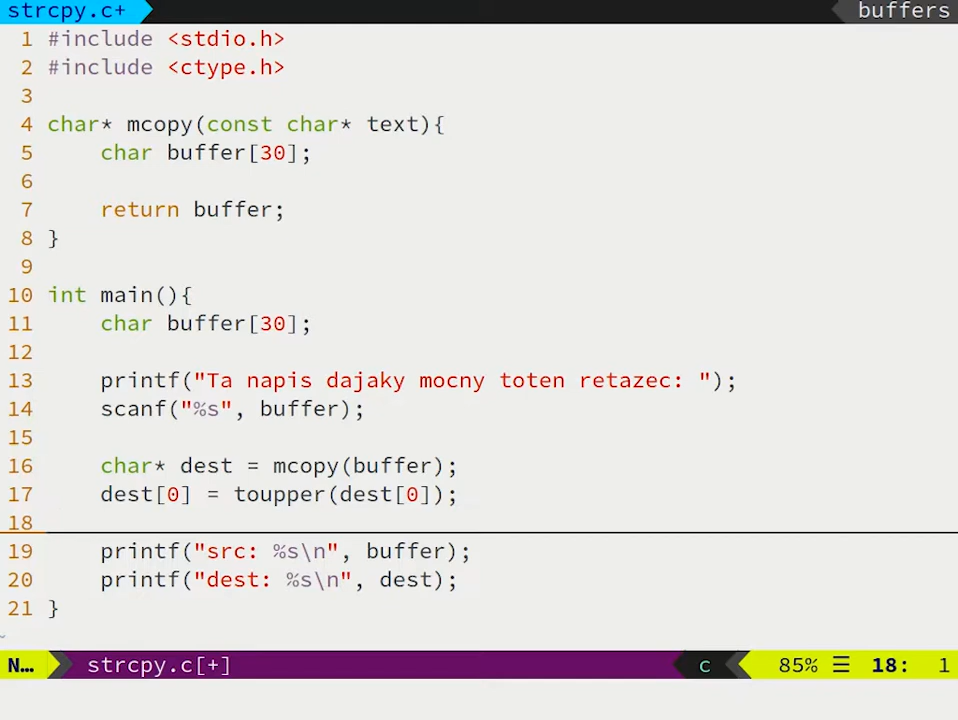 strcpy.c+ buffers
1 #include <stdio.h>
2 #include <ctype.h>
3
4 char* mcopy(const char* text){
5     char buffer[30];
6
7     return buffer;
8 }
9
10 int main(){
11     char buffer[30];
12
13     printf("Ta napis dajaky mocny toten retazec: ");
14     scanf("%s", buffer);
15
16     char* dest = mcopy(buffer);
17     dest[0] = toupper(dest[0]);
18
19     printf("src: %s\n", buffer);
20     printf("dest: %s\n", dest);
21 }
~
N… strcpy.c[+] c 85% ☰ 18: 1